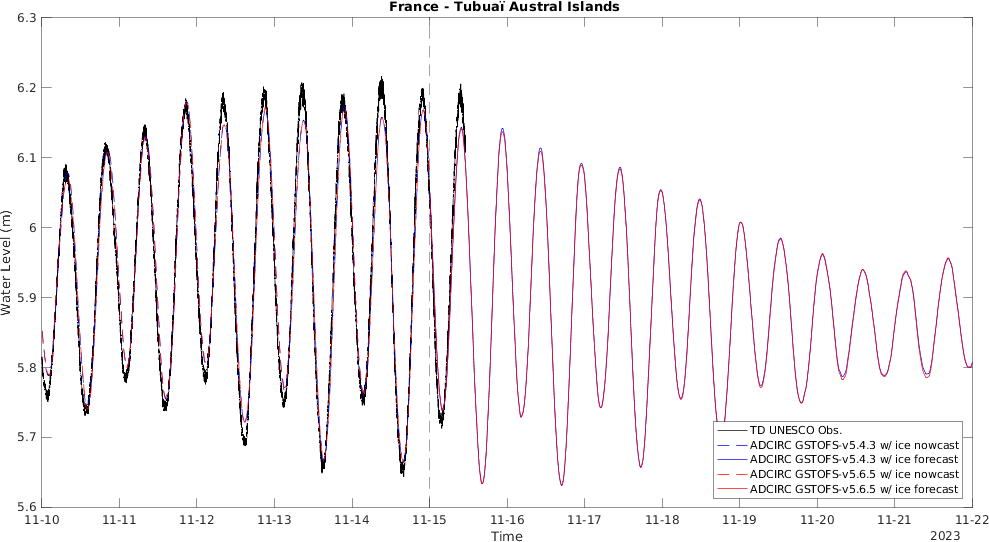 France - Tubuaï Austral Islands
6.3
6.2
6.1
6
5.9
5.8
5.7
5.6
Water Level (m)
TD UNESCO Obs.
ADCIRC GSTOFS-v5.4.3 w/ ice nowcast
ADCIRC GSTOFS-v5.4.3 w/ ice forecast
ADCIRC GSTOFS-v5.6.5 w/ ice nowcast
ADCIRC GSTOFS-v5.6.5 w/ ice forecast
11-10 11-11 11-12 11-13 11-14 11-15 11-16 11-17 11-18 11-19 11-20 11-21 11-22
Time
2023